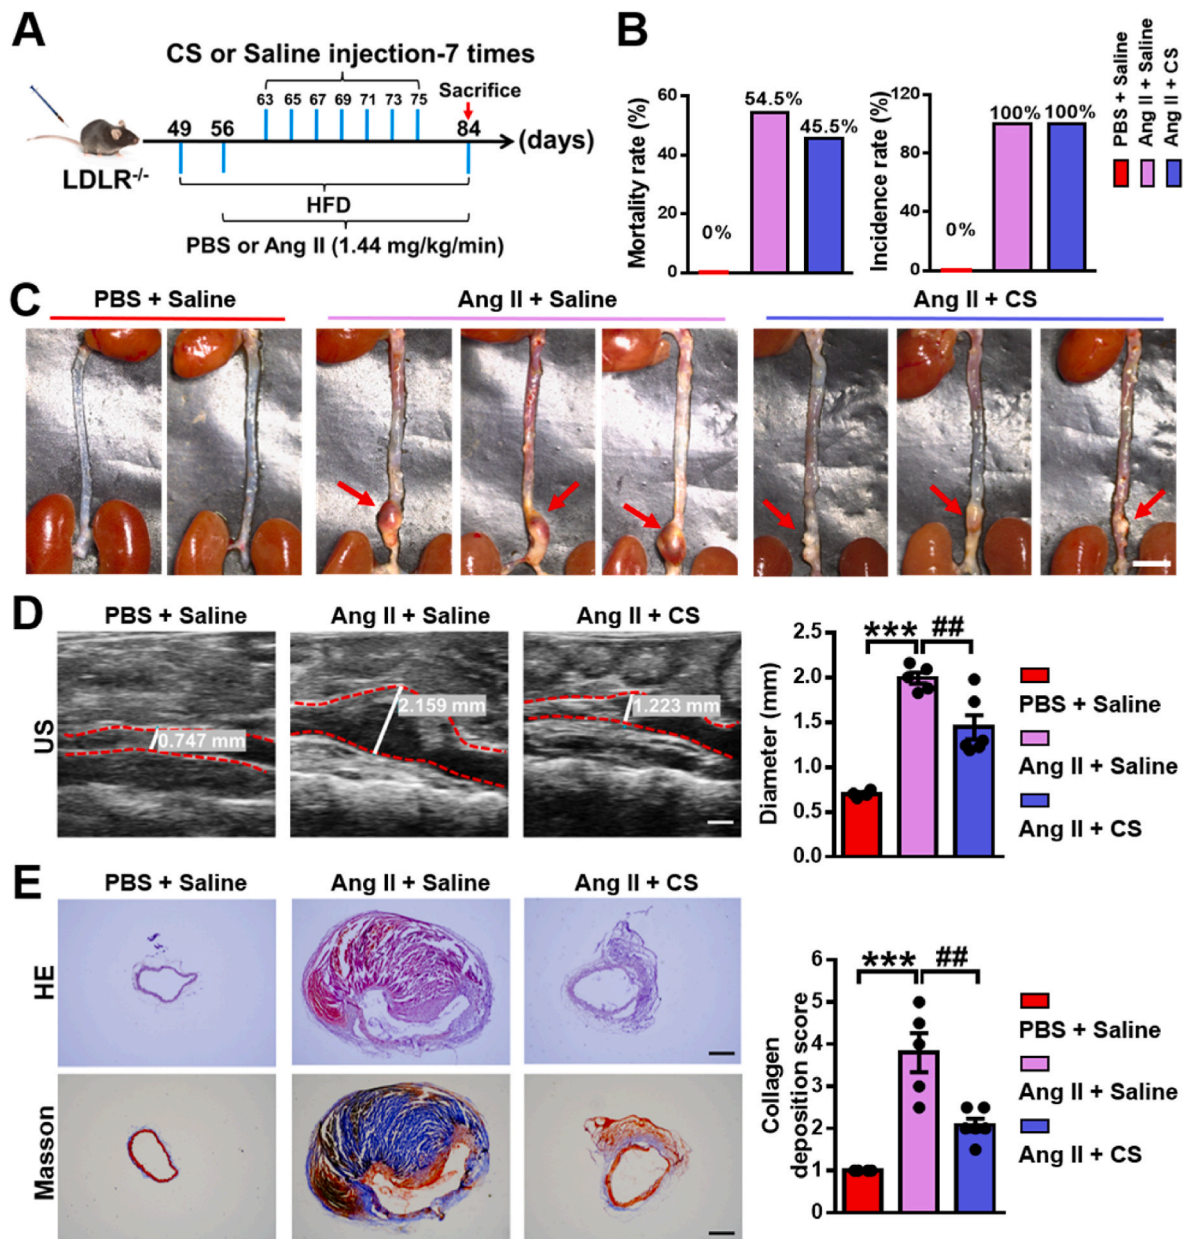 A
CS or Saline injection-7 times
63 65 67 69 71 73 75 Sacrifice
49 56 84 (days)
LDLR-/-
HFD
PBS or Ang II (1.44 mg/kg/min)
B
Mortality rate (%)
60
40
20
0
0%
54.5%
45.5%
Incidence rate (%)
120
80
40
0
0%
100% 100%
PBS + Saline
Ang II + Saline
Ang II + CS
C
PBS + Saline Ang II + Saline Ang II + CS
D
PBS + Saline Ang II + Saline Ang II + CS
US
0.747 mm
2.159 mm
1.223 mm
Diameter (mm)
2.5
2.0
1.5
1.0
0.5
0.0
*** ##
PBS + Saline
Ang II + Saline
Ang II + CS
E
PBS + Saline Ang II + Saline Ang II + CS
HE
Masson
Collagen
deposition score
6
5
4
3
2
1
0
*** ##
PBS + Saline
Ang II + Saline
Ang II + CS